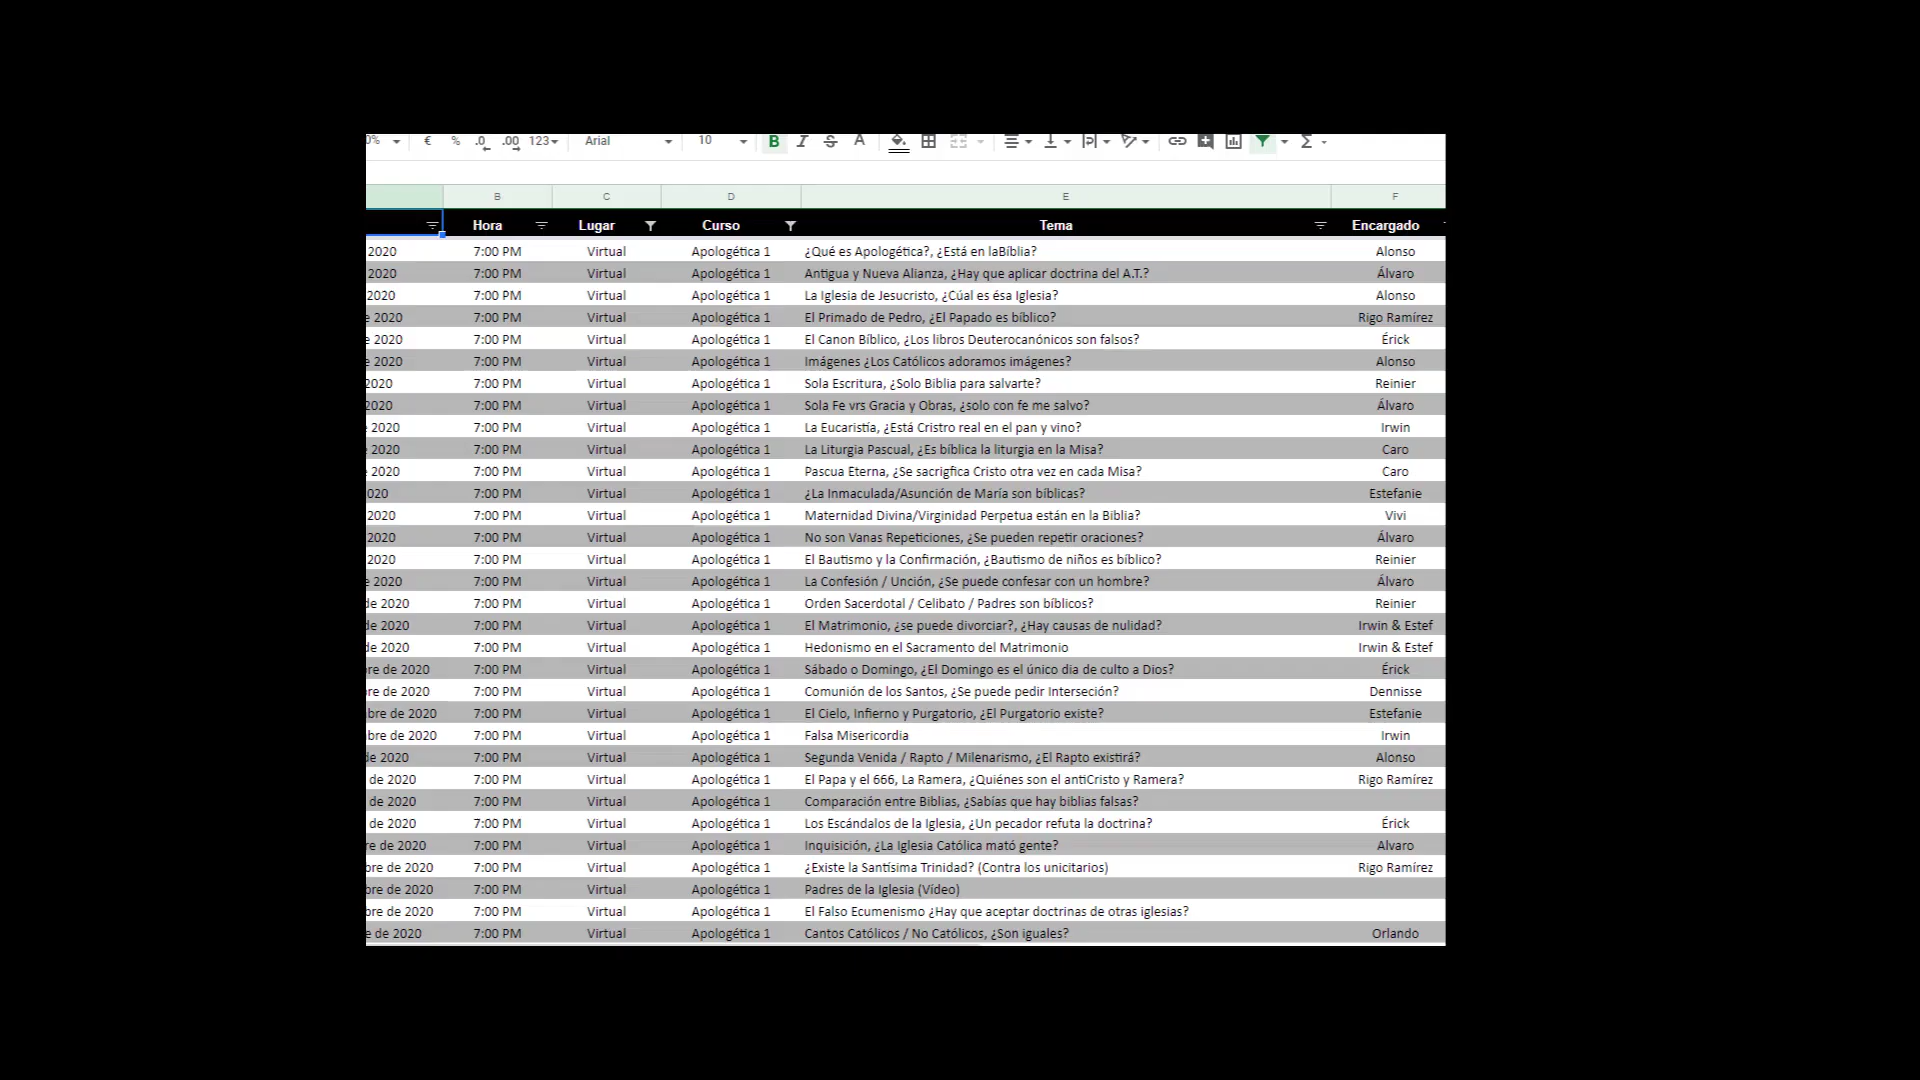 0% € % .0 .00 123 Arial 10 B I S A Σ
B C D E F
Hora Lugar Curso Tema Encargado
2020 7:00 PM Virtual Apologética 1 ¿Qué es Apologética?, ¿Está en laBíblia? Alonso
2020 7:00 PM Virtual Apologética 1 Antigua y Nueva Alianza, ¿Hay que aplicar doctrina del A.T.? Álvaro
2020 7:00 PM Virtual Apologética 1 La Iglesia de Jesucristo, ¿Cúal es ésa Iglesia? Alonso
e 2020 7:00 PM Virtual Apologética 1 El Primado de Pedro, ¿El Papado es bíblico? Rigo Ramírez
e 2020 7:00 PM Virtual Apologética 1 El Canon Bíblico, ¿Los libros Deuterocanónicos son falsos? Érick
e 2020 7:00 PM Virtual Apologética 1 Imágenes ¿Los Católicos adoramos imágenes? Alonso
2020 7:00 PM Virtual Apologética 1 Sola Escritura, ¿Solo Biblia para salvarte? Reinier
2020 7:00 PM Virtual Apologética 1 Sola Fe vrs Gracia y Obras, ¿solo con fe me salvo? Álvaro
e 2020 7:00 PM Virtual Apologética 1 La Eucaristía, ¿Está Cristro real en el pan y vino? Irwin
e 2020 7:00 PM Virtual Apologética 1 La Liturgia Pascual, ¿Es bíblica la liturgia en la Misa? Caro
e 2020 7:00 PM Virtual Apologética 1 Pascua Eterna, ¿Se sacrigfica Cristo otra vez en cada Misa? Caro
020 7:00 PM Virtual Apologética 1 ¿La Inmaculada/Asunción de María son bíblicas? Estefanie
2020 7:00 PM Virtual Apologética 1 Maternidad Divina/Virginidad Perpetua están en la Biblia? Vivi
2020 7:00 PM Virtual Apologética 1 No son Vanas Repeticiones, ¿Se pueden repetir oraciones? Álvaro
2020 7:00 PM Virtual Apologética 1 El Bautismo y la Confirmación, ¿Bautismo de niños es bíblico? Reinier
e 2020 7:00 PM Virtual Apologética 1 La Confesión / Unción, ¿Se puede confesar con un hombre? Álvaro
de 2020 7:00 PM Virtual Apologética 1 Orden Sacerdotal / Celibato / Padres son bíblicos? Reinier
de 2020 7:00 PM Virtual Apologética 1 El Matrimonio, ¿se puede divorciar?, ¿Hay causas de nulidad? Irwin & Estef
de 2020 7:00 PM Virtual Apologética 1 Hedonismo en el Sacramento del Matrimonio Irwin & Estef
re de 2020 7:00 PM Virtual Apologética 1 Sábado o Domingo, ¿El Domingo es el único dia de culto a Dios? Érick
re de 2020 7:00 PM Virtual Apologética 1 Comunión de los Santos, ¿Se puede pedir Interseción? Dennisse
bre de 2020 7:00 PM Virtual Apologética 1 El Cielo, Infierno y Purgatorio, ¿El Purgatorio existe? Estefanie
bre de 2020 7:00 PM Virtual Apologética 1 Falsa Misericordia Irwin
de 2020 7:00 PM Virtual Apologética 1 Segunda Venida / Rapto / Milenarismo, ¿El Rapto existirá? Alonso
de 2020 7:00 PM Virtual Apologética 1 El Papa y el 666, La Ramera, ¿Quiénes son el antiCristo y Ramera? Rigo Ramírez
de 2020 7:00 PM Virtual Apologética 1 Comparación entre Biblias, ¿Sabías que hay biblias falsas?
de 2020 7:00 PM Virtual Apologética 1 Los Escándalos de la Iglesia, ¿Un pecador refuta la doctrina? Érick
re de 2020 7:00 PM Virtual Apologética 1 Inquisición, ¿La Iglesia Católica mató gente? Alvaro
bre de 2020 7:00 PM Virtual Apologética 1 ¿Existe la Santísima Trinidad? (Contra los unicitarios) Rigo Ramírez
bre de 2020 7:00 PM Virtual Apologética 1 Padres de la Iglesia (Vídeo)
bre de 2020 7:00 PM Virtual Apologética 1 El Falso Ecumenismo ¿Hay que aceptar doctrinas de otras iglesias?
e de 2020 7:00 PM Virtual Apologética 1 Cantos Católicos / No Católicos, ¿Son iguales? Orlando